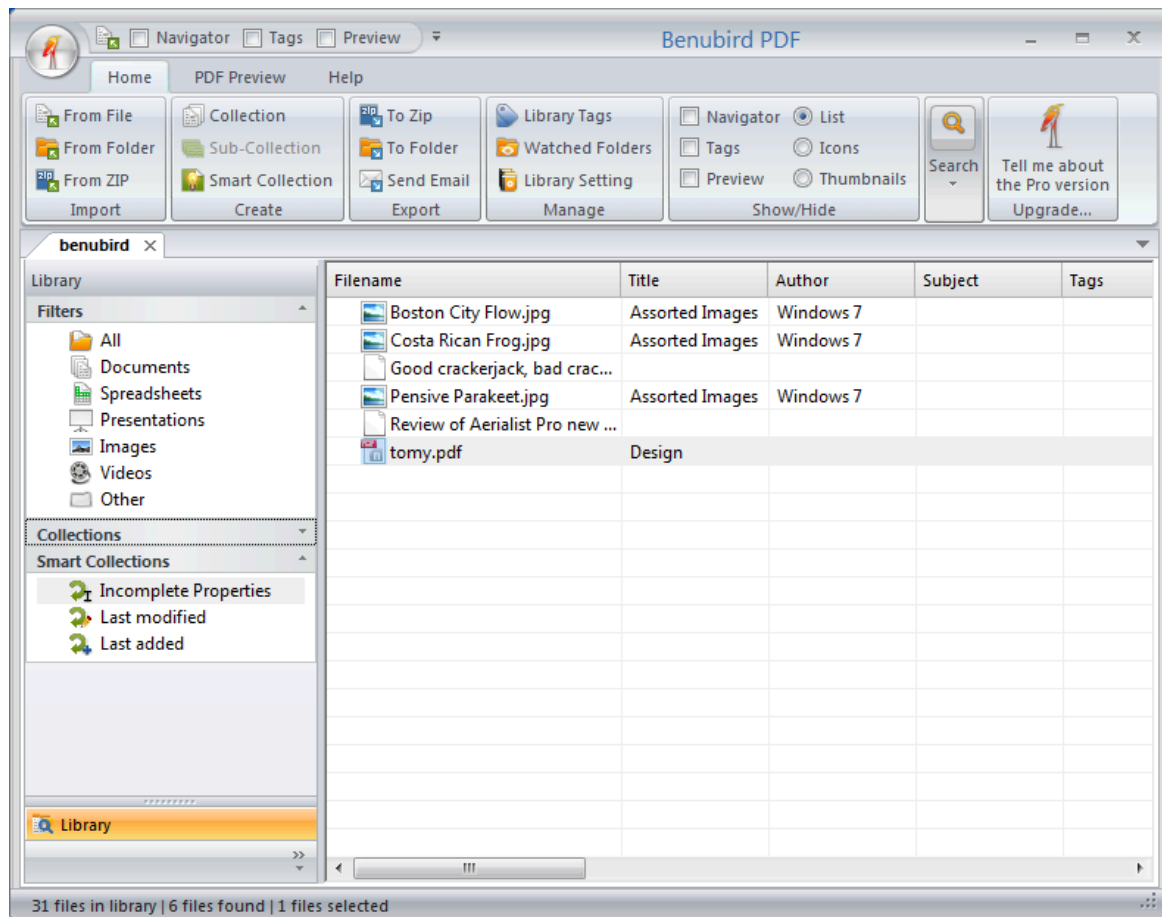 Navigator Tags Preview Benubird PDF
Home PDF Preview Help
From File Collection To Zip Library Tags Navigator List
From Folder Sub-Collection To Folder Watched Folders Tags Icons
From ZIP Smart Collection Send Email Library Setting Preview Thumbnails Search Tell me about the Pro version
Import Create Export Manage Show/Hide Upgrade...
benubird
Library Filename Title Author Subject Tags
Filters
All
Documents
Spreadsheets
Presentations
Images
Videos
Other
Collections
Smart Collections
Incomplete Properties
Last modified
Last added
Library
Boston City Flow.jpg Assorted Images Windows 7
Costa Rican Frog.jpg Assorted Images Windows 7
Good crackerjack, bad crac...
Pensive Parakeet.jpg Assorted Images Windows 7
Review of Aerialist Pro new ...
tomy.pdf Design
31 files in library | 6 files found | 1 files selected